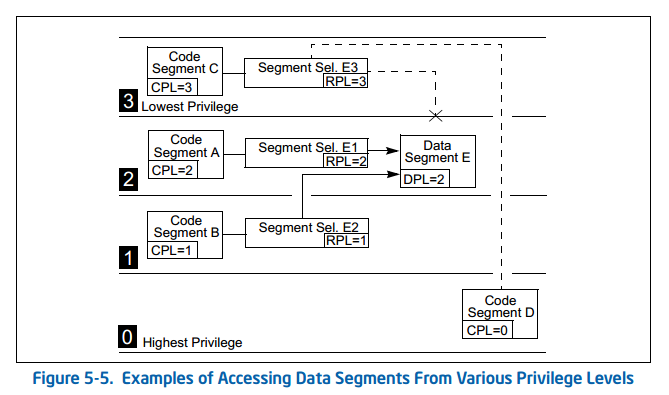 Code
Segment C
CPL=3
Segment Sel. E3
RPL=3
3 Lowest Privilege
Code
Segment A
CPL=2
Segment Sel. E1
RPL=2
Data
Segment E
DPL=2
2
Code
Segment B
CPL=1
Segment Sel. E2
RPL=1
1
Code
Segment D
CPL=0
0 Highest Privilege
Figure 5-5. Examples of Accessing Data Segments From Various Privilege Levels